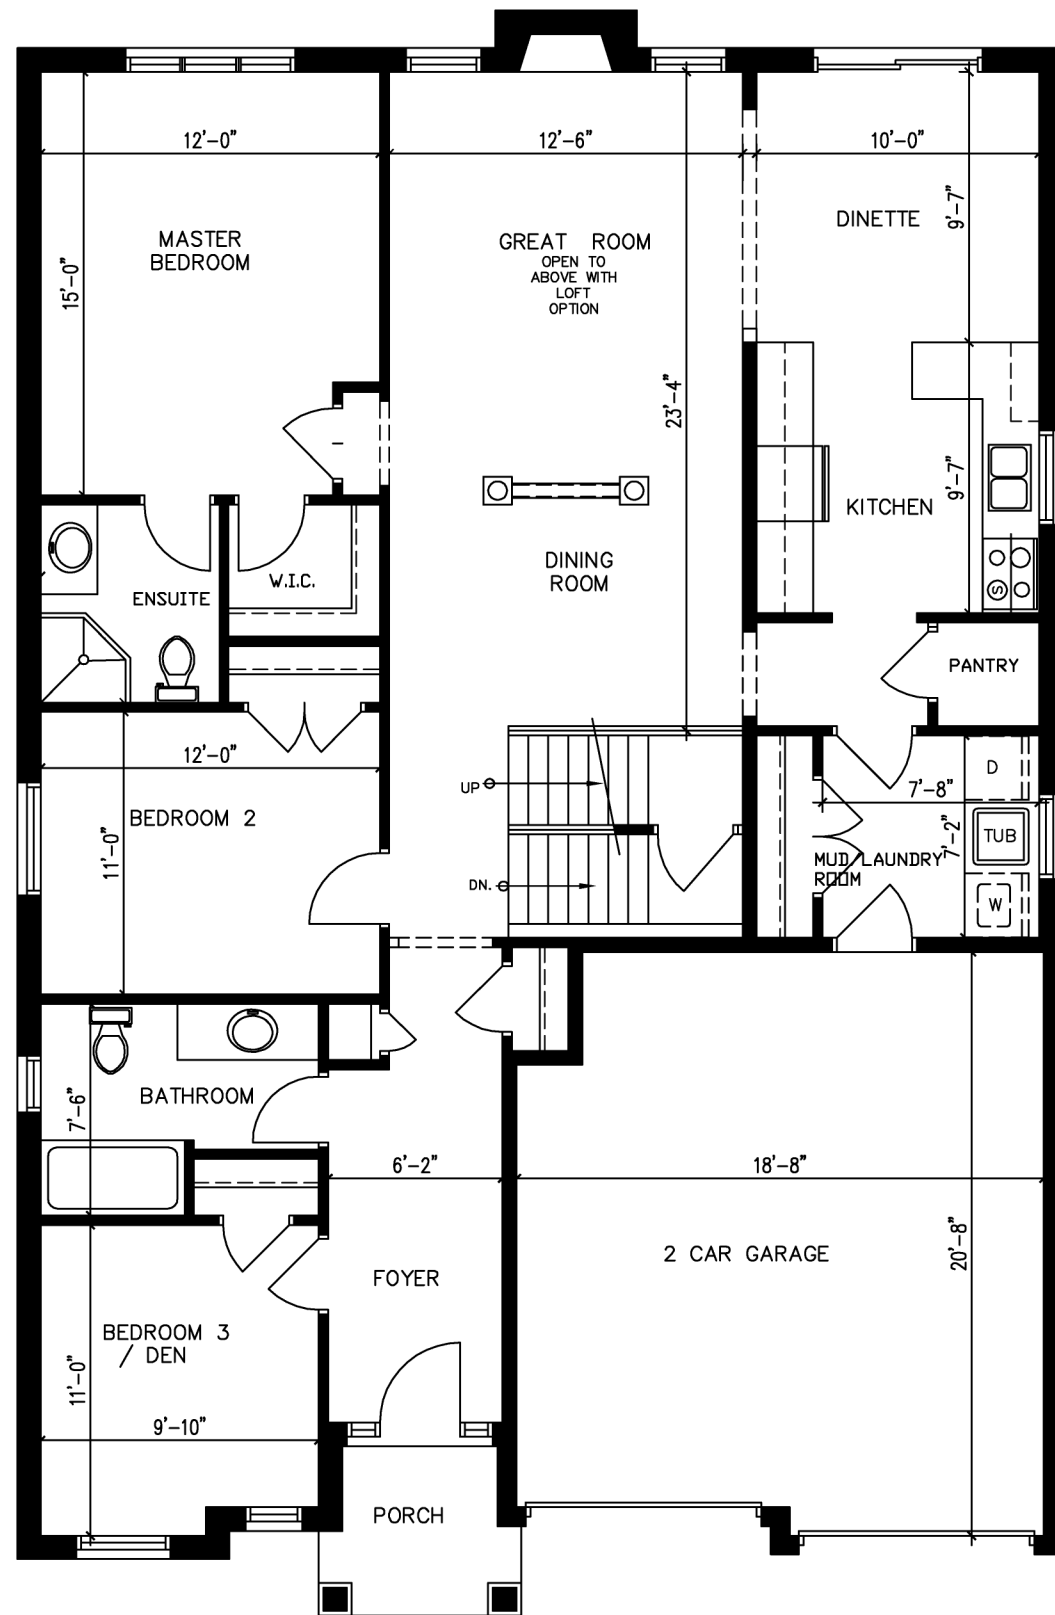 12'-0"
12'-6"
10'-0"
9'-7"
DINETTE
MASTER
BEDROOM
GREAT ROOM
OPEN TO
ABOVE WITH
LOFT
OPTION
15'-0"
23'-4"
9'-7"
KITCHEN
DINING
ROOM
W.I.C.
ENSUITE
S
PANTRY
12'-0"
UP
D
7'-8"
BEDROOM 2
11'-0"
7'-2"
TUB
MUD/LAUNDRY
ROOM
DN.
W
BATHROOM
7'-6"
6'-2"
18'-8"
20'-8"
2 CAR GARAGE
FOYER
BEDROOM 3
/ DEN
11'-0"
9'-10"
PORCH